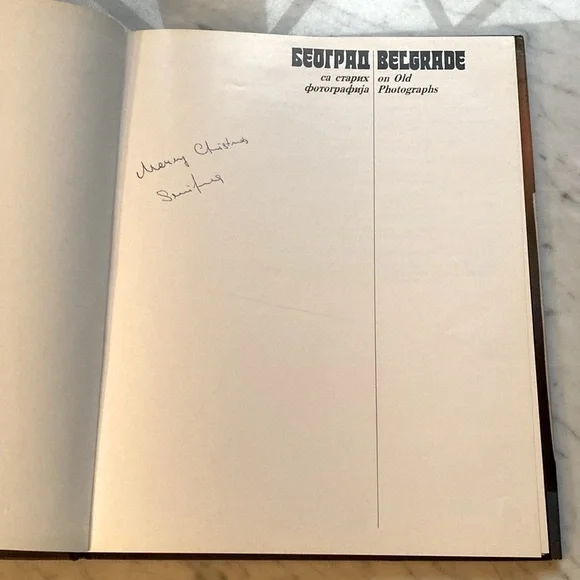 БЕОГРАД BELGRADE
са старих on Old
фотографија Photographs
Merry Christmas